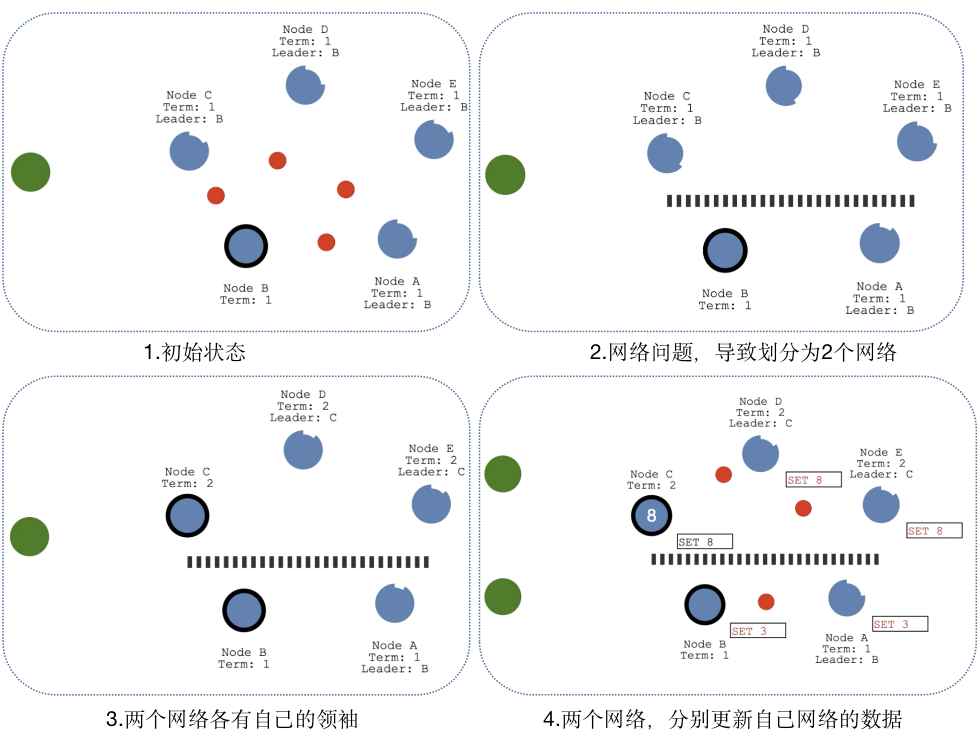 Node D
Term: 1
Leader: B
Node E
Term: 1
Leader: B
Node C
Term: 1
Leader: B
Node B
Term: 1
Node A
Term: 1
Leader: B
1.初始状态
Node D
Term: 1
Leader: B
Node E
Term: 1
Leader: B
Node C
Term: 1
Leader: B
Node B
Term: 1
Node A
Term: 1
Leader: B
2.网络问题，导致划分为2个网络
Node D
Term: 2
Leader: C
Node E
Term: 2
Leader: C
Node C
Term: 2
Node B
Term: 1
Node A
Term: 1
Leader: B
3.两个网络各有自己的领袖
Node D
Term: 2
Leader: C
Node E
Term: 2
Leader: C
Node C
Term: 2
SET 8
8
SET 8
SET 8
SET 3
SET 3
Node B
Term: 1
Node A
Term: 1
Leader: B
4.两个网络，分别更新自己网络的数据